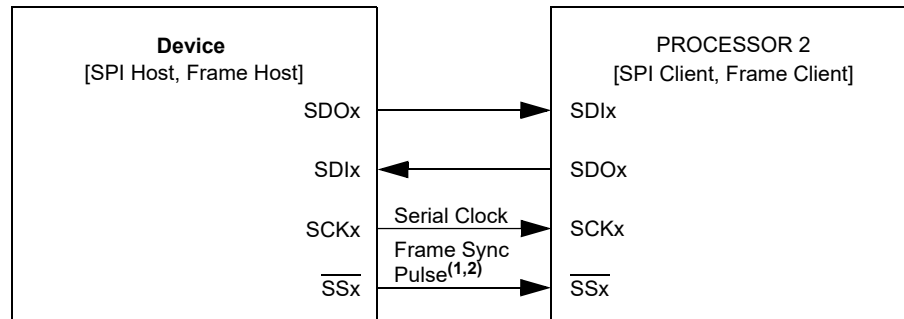 Device
[SPI Host, Frame Host]
PROCESSOR 2
[SPI Client, Frame Client]
SDOx
SDIx
SDIx
SDOx
SCKx
Serial Clock
SCKx
Frame Sync
Pulse(1,2)
SSx
SSx